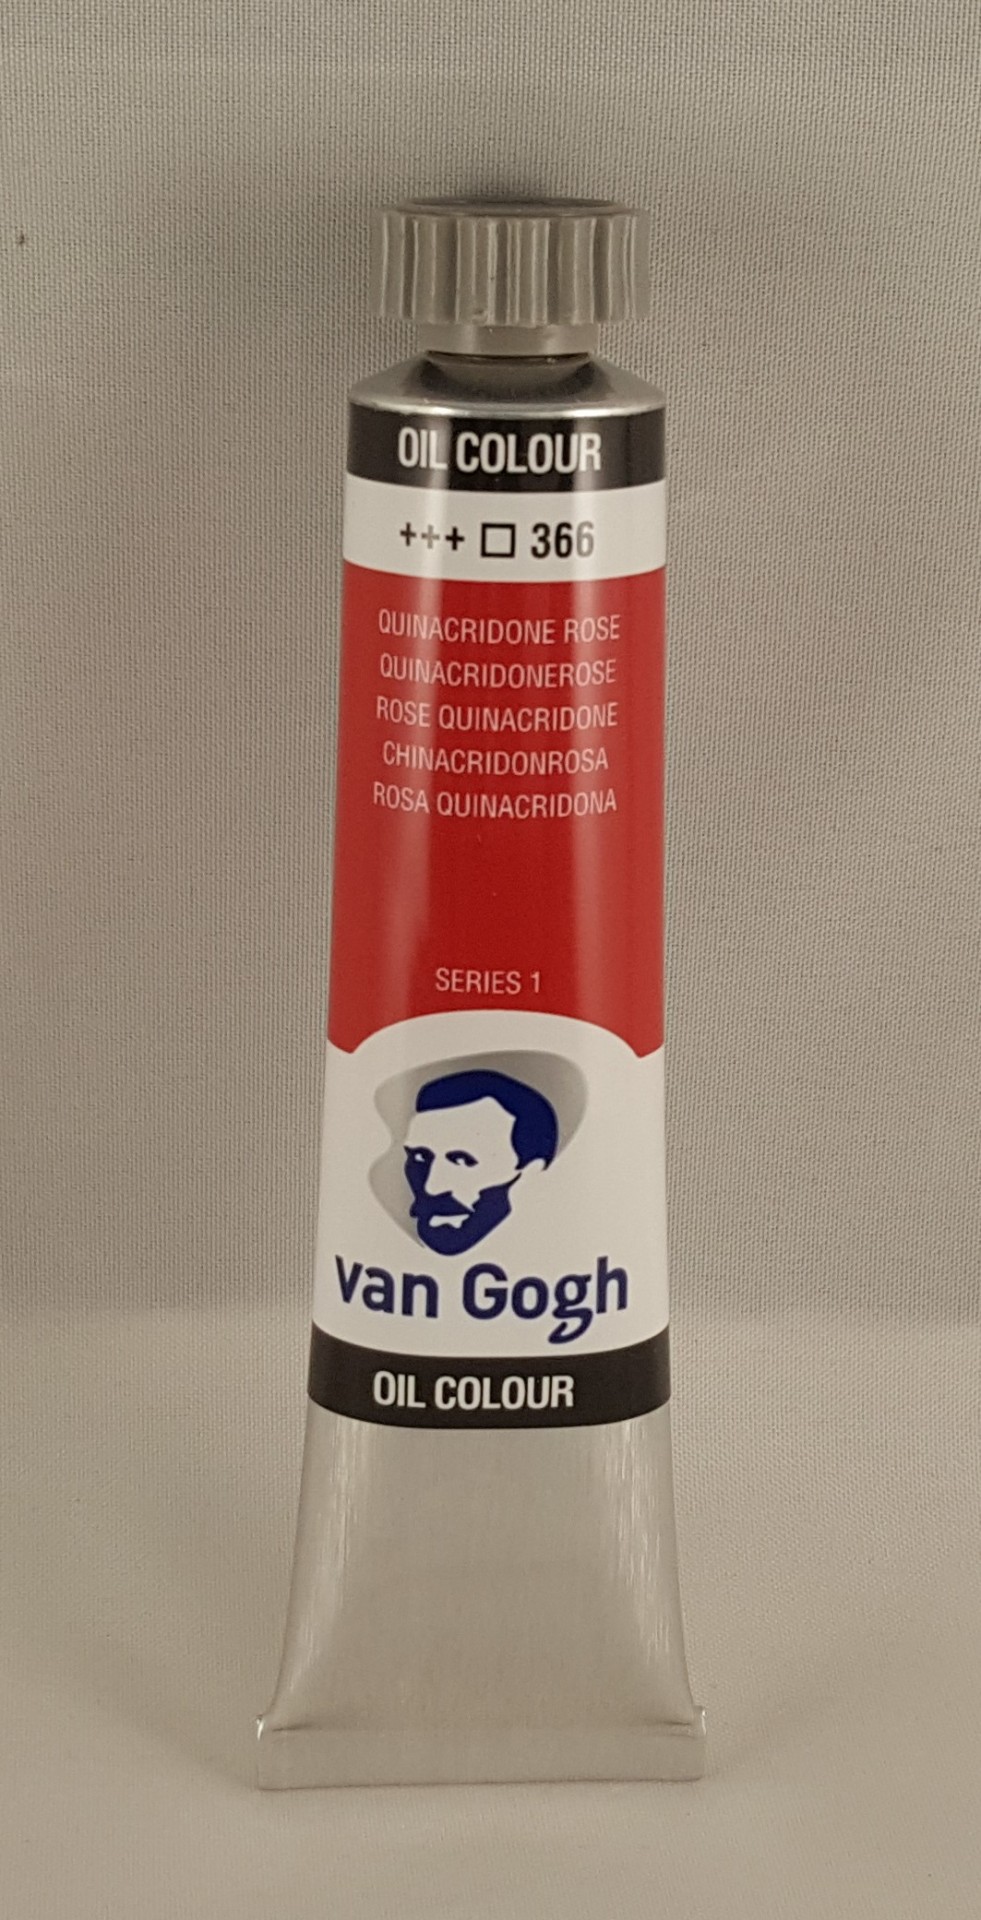 OIL COLOUR
+++ □ 366
QUINACRIDONE ROSE
QUINACRIDONEROSE
ROSE QUINACRIDONE
CHINACRIDONROSA
ROSA QUINACRIDONA
SERIES 1
van Gogh
OIL COLOUR